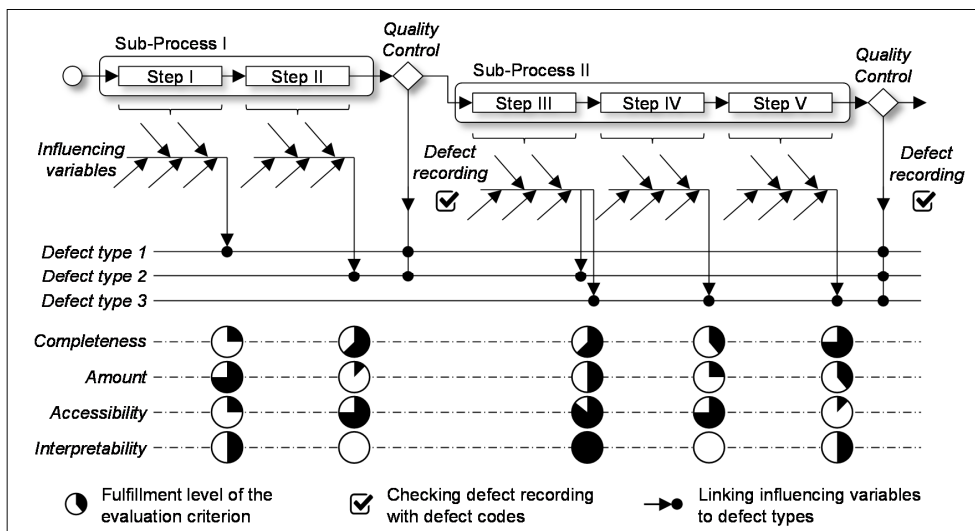 Sub-Process I
Quality
Control
Step I
Step II
Sub-Process II
Quality
Control
Step III
Step IV
Step V
Influencing
variables
Defect
recording
Defect
recording
Defect type 1
Defect type 2
Defect type 3
Completeness
Amount
Accessibility
Interpretability
Fulfillment level of the
evaluation criterion
Checking defect recording
with defect codes
Linking influencing variables
to defect types